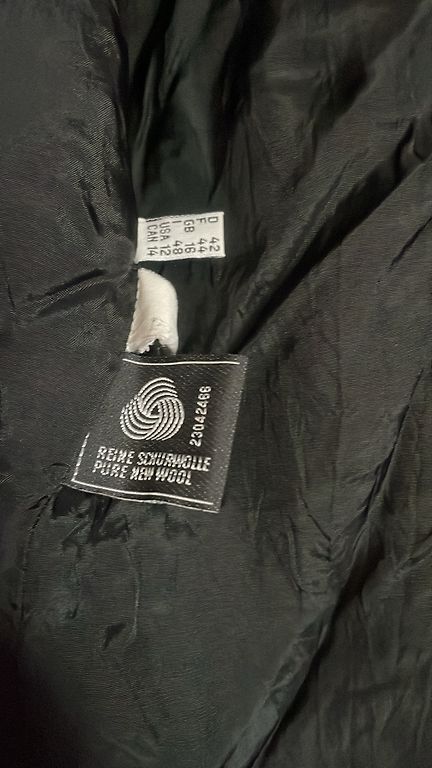 D 42
F 44
GB 16
I 48
USA 12
CAN 14
23042466
REINE SCHURWOLLE
PURE NEW WOOL